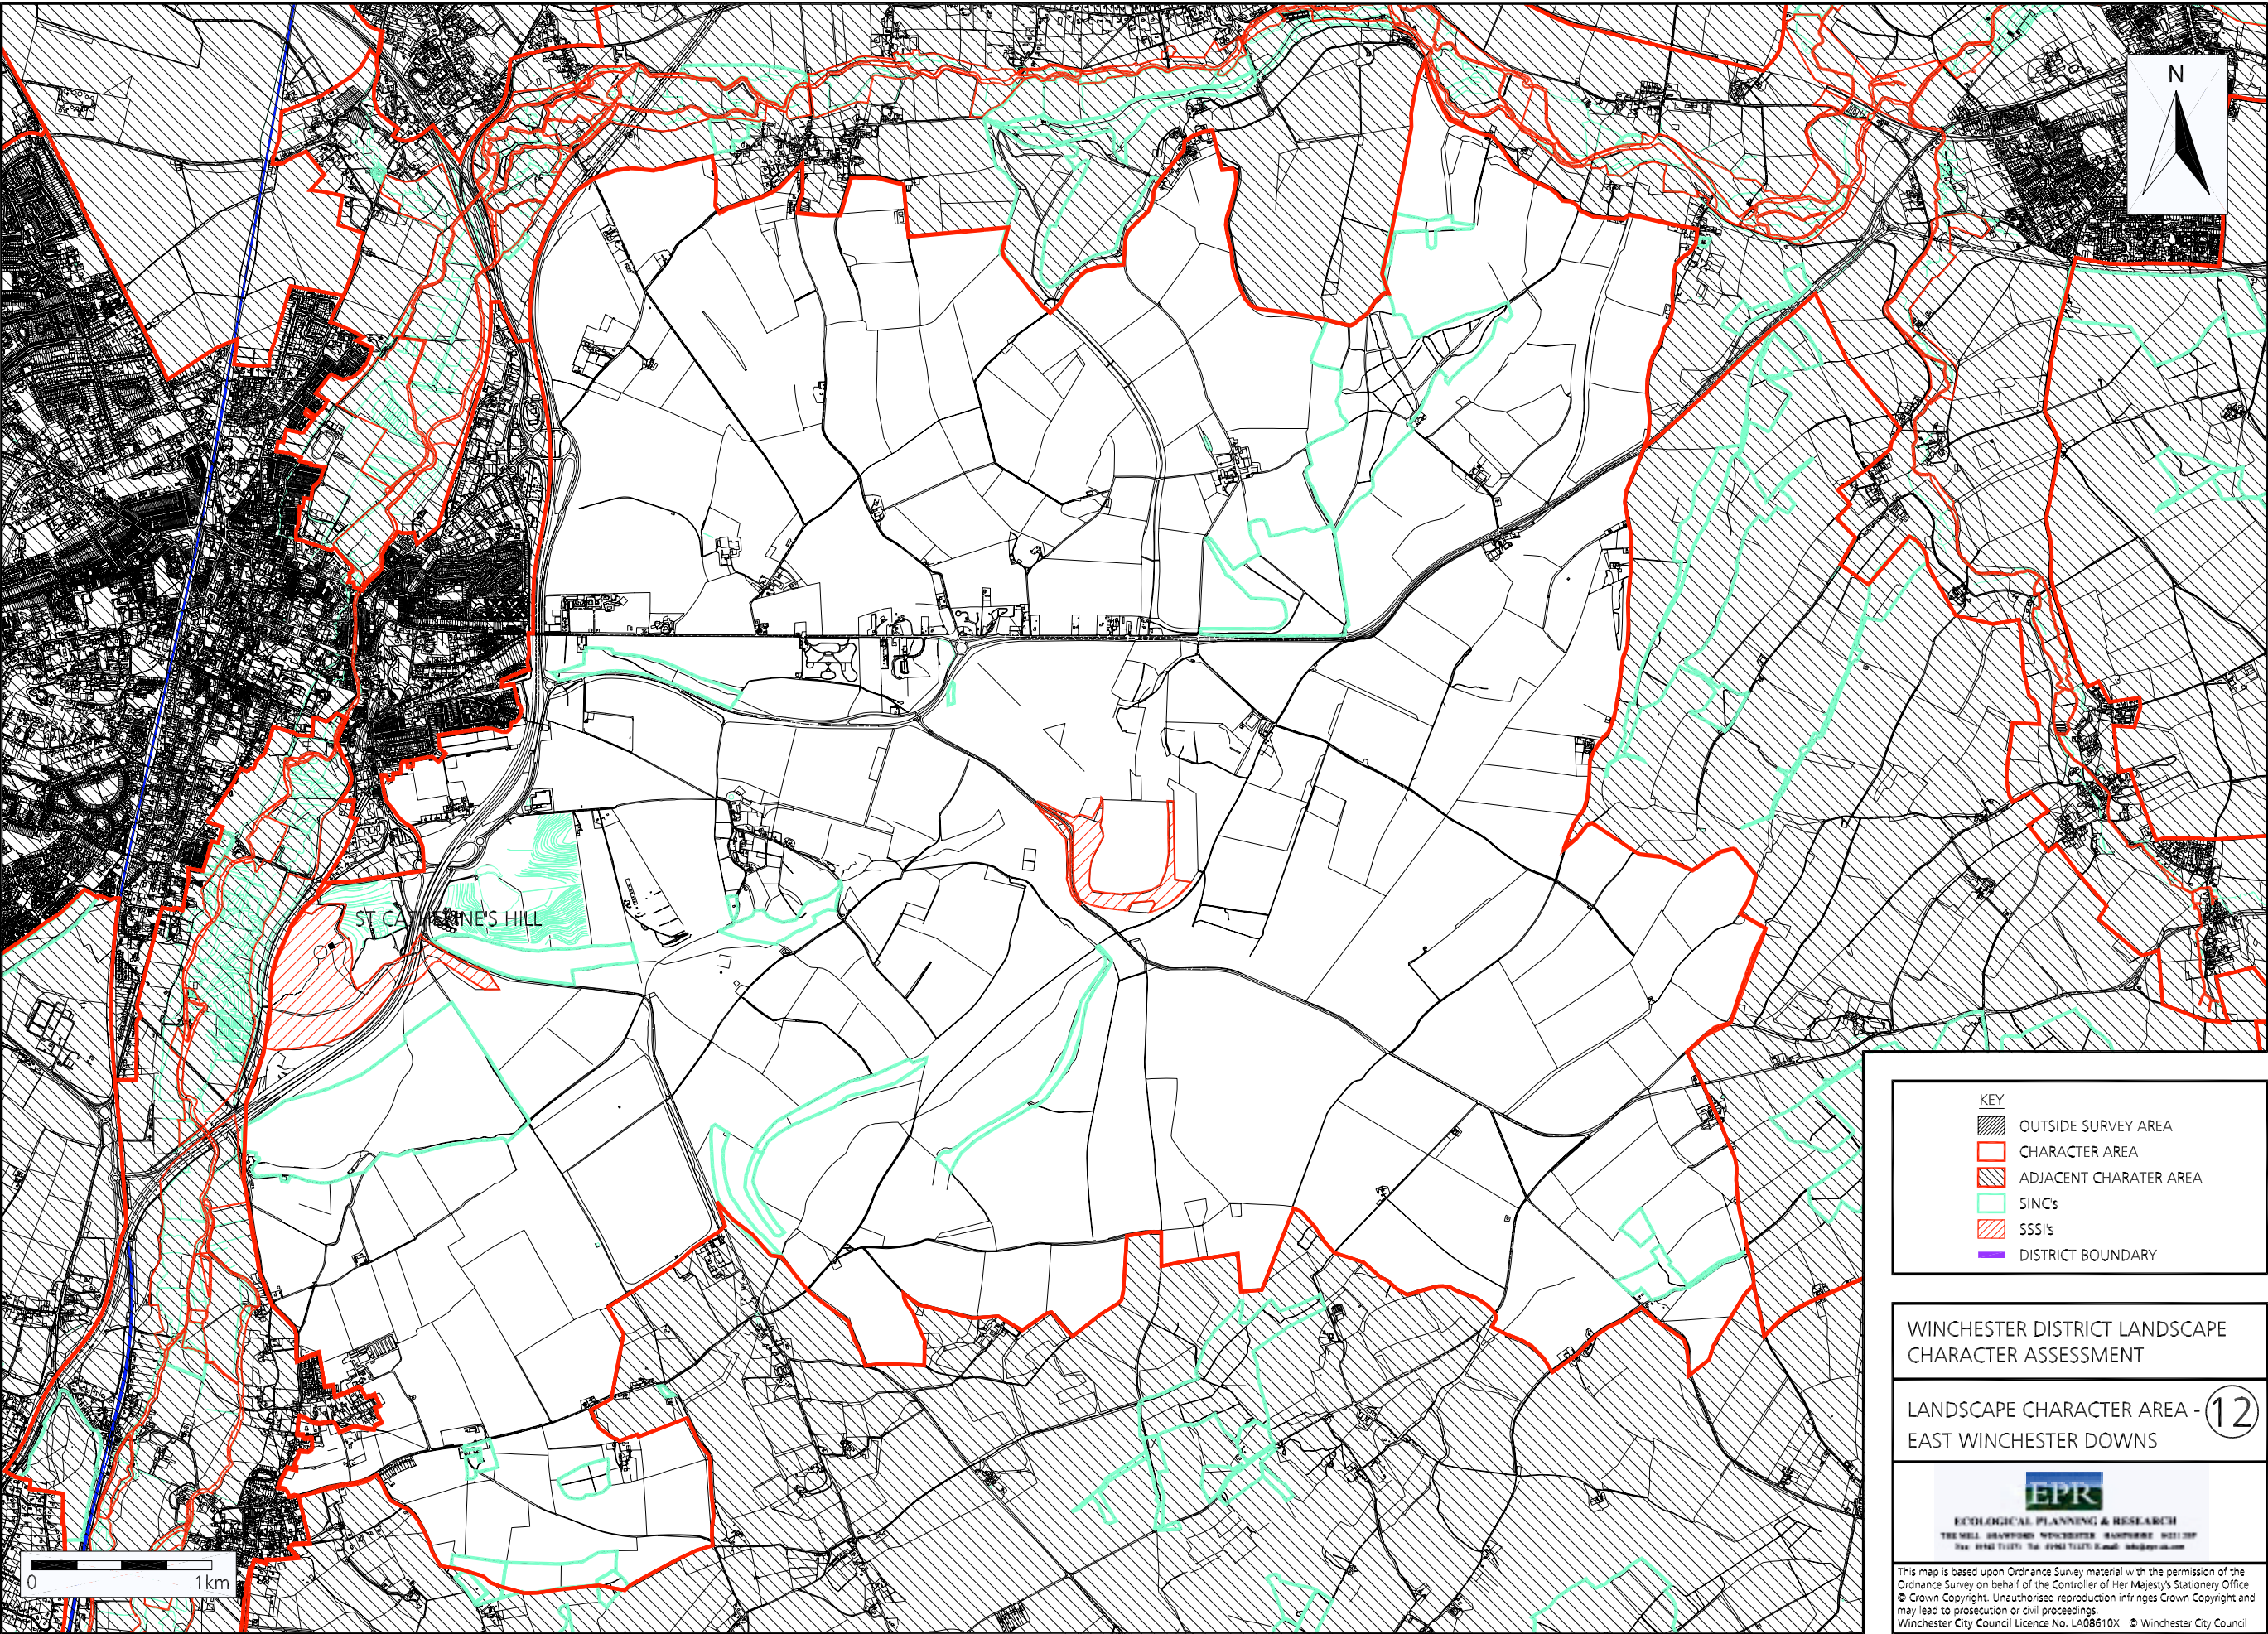 N
ST CATHERINE'S HILL
KEY
OUTSIDE SURVEY AREA
CHARACTER AREA
ADJACENT CHARATER AREA
SINC's
SSSI's
DISTRICT BOUNDARY
WINCHESTER DISTRICT LANDSCAPE
CHARACTER ASSESSMENT
LANDSCAPE CHARACTER AREA - 12
EAST WINCHESTER DOWNS
EPR
ECOLOGICAL PLANNING & RESEARCH
This map is based upon Ordnance Survey material with the permission of the
Ordnance Survey on behalf of the Controller of Her Majesty's Stationery Office
© Crown Copyright. Unauthorised reproduction infringes Crown Copyright and
may lead to prosecution or civil proceedings.
Winchester City Council Licence No. LA08610X © Winchester City Council
0 1km